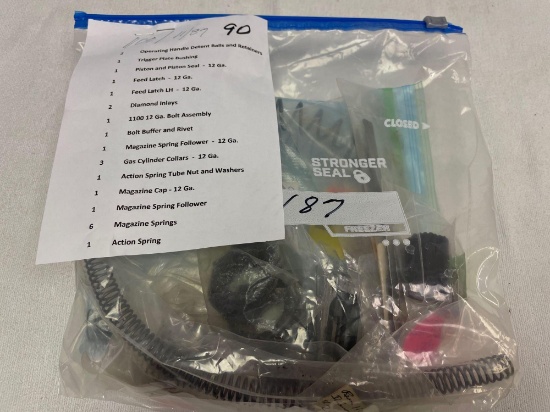 90
Operating Handle Detent Balls and Retainers
1 Trigger Plate Bushing
1 Piston and Piston Seal - 12 Ga.
1 Feed Latch - 12 Ga.
1 Feed Latch LH - 12 Ga.
2 Diamond Inleys
1 1100 12 Ga. Bolt Assembly
1 Bolt Buffer and Rivet
1 Magazine Spring Follower - 12 Ga.
3 Gas Cylinder Collars - 12 Ga.
1 Action Spring Tube Nut and Washers
1 Magazine Cap - 12 Ga.
1 Magazine Spring Follower
6 Magazine Springs
1 Action Spring
CLOSED
STRONGER
SEAL
187
FREEZER